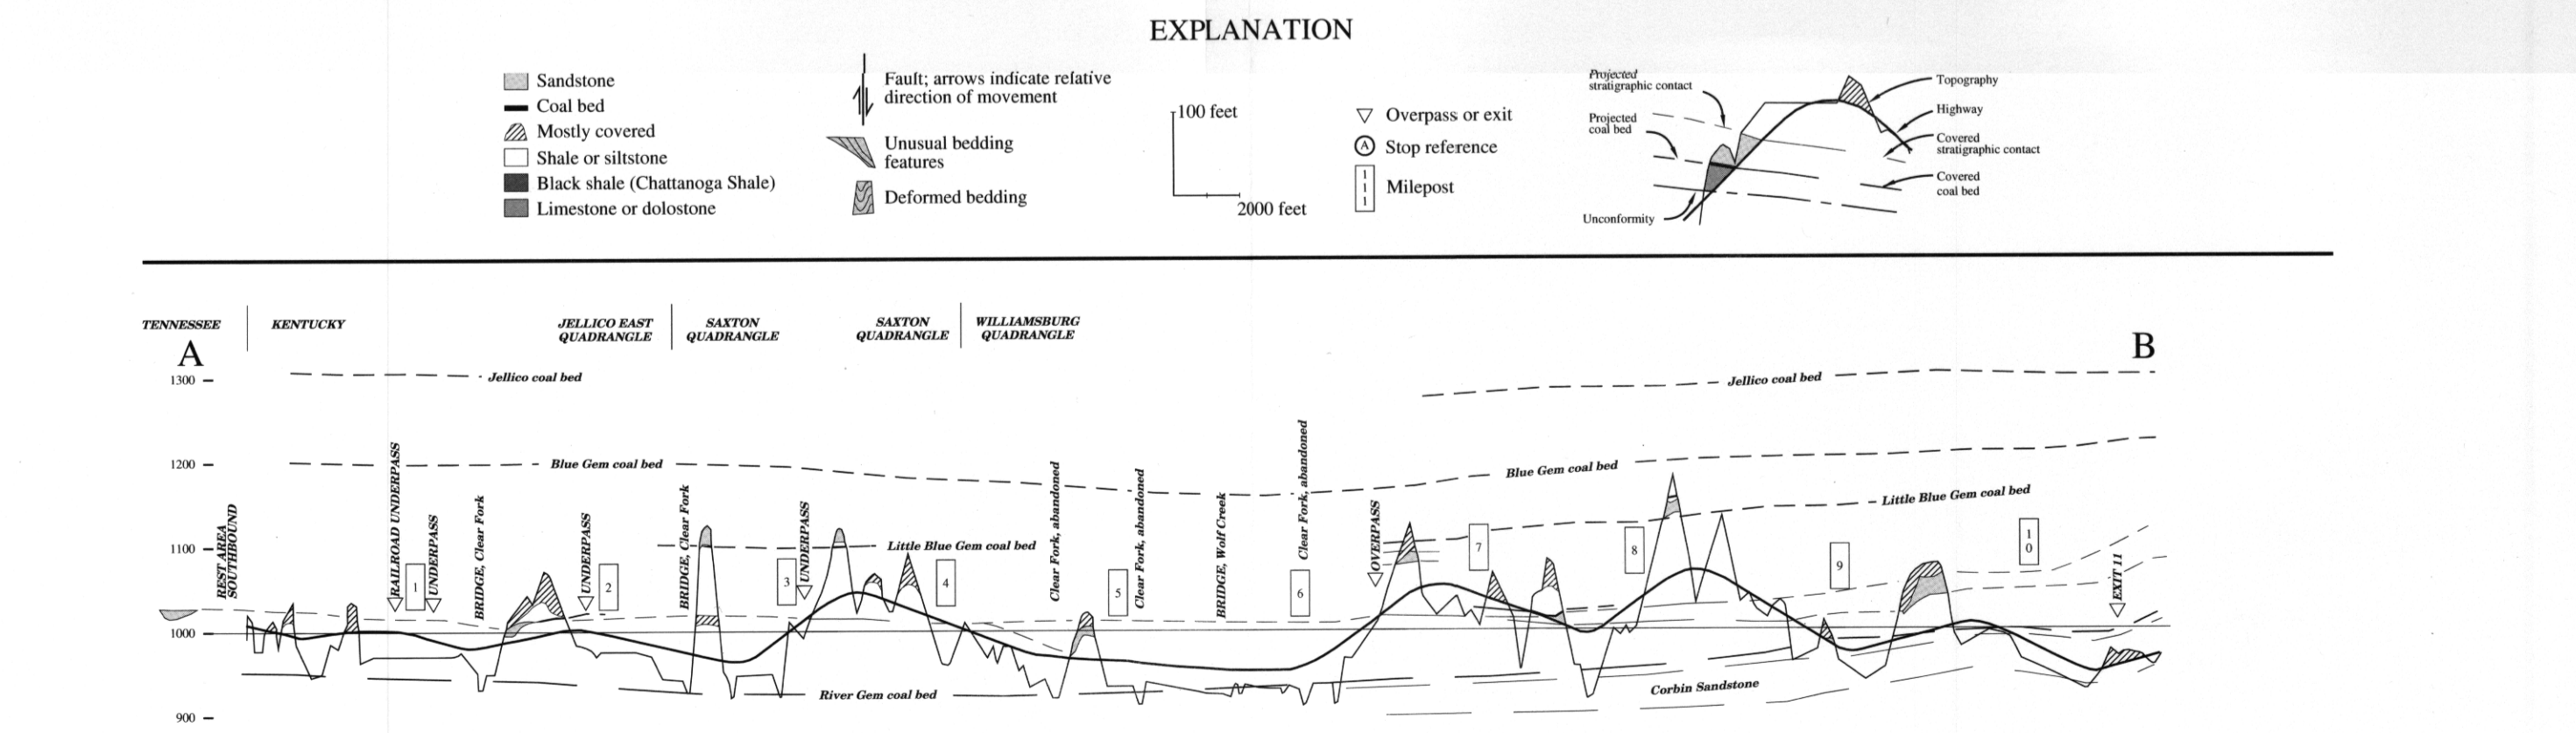 EXPLANATION
Sandstone
Coal bed
Mostly covered
Shale or siltstone
Black shale (Chattanoga Shale)
Limestone or dolostone
Fault; arrows indicate relative
direction of movement
Unusual bedding
features
Deformed bedding
100 feet
2000 feet
Overpass or exit
A
Stop reference
1
Milepost
Projected
stratigraphic contact
Projected
coal bed
Unconformity
Topography
Highway
Covered
stratigraphic contact
Covered
coal bed
TENNESSEE
KENTUCKY
JELLICO EAST
QUADRANGLE
SAXTON
QUADRANGLE
SAXTON
QUADRANGLE
WILLIAMSBURG
QUADRANGLE
A
B
1300
Jellico coal bed
Jellico coal bed
1200
Blue Gem coal bed
Blue Gem coal bed
Little Blue Gem coal bed
1100
Little Blue Gem coal bed
1000
900
REST AREA
SOUTHBOUND
RAILROAD UNDERPASS
1
UNDERPASS
BRIDGE, Clear Fork
UNDERPASS
2
BRIDGE, Clear Fork
3
UNDERPASS
4
Clear Fork, abandoned
5
Clear Fork, abandoned
BRIDGE, Wolf Creek
6
Clear Fork, abandoned
OVERPASS
7
8
9
1
0
EXIT 11
River Gem coal bed
Corbin Sandstone